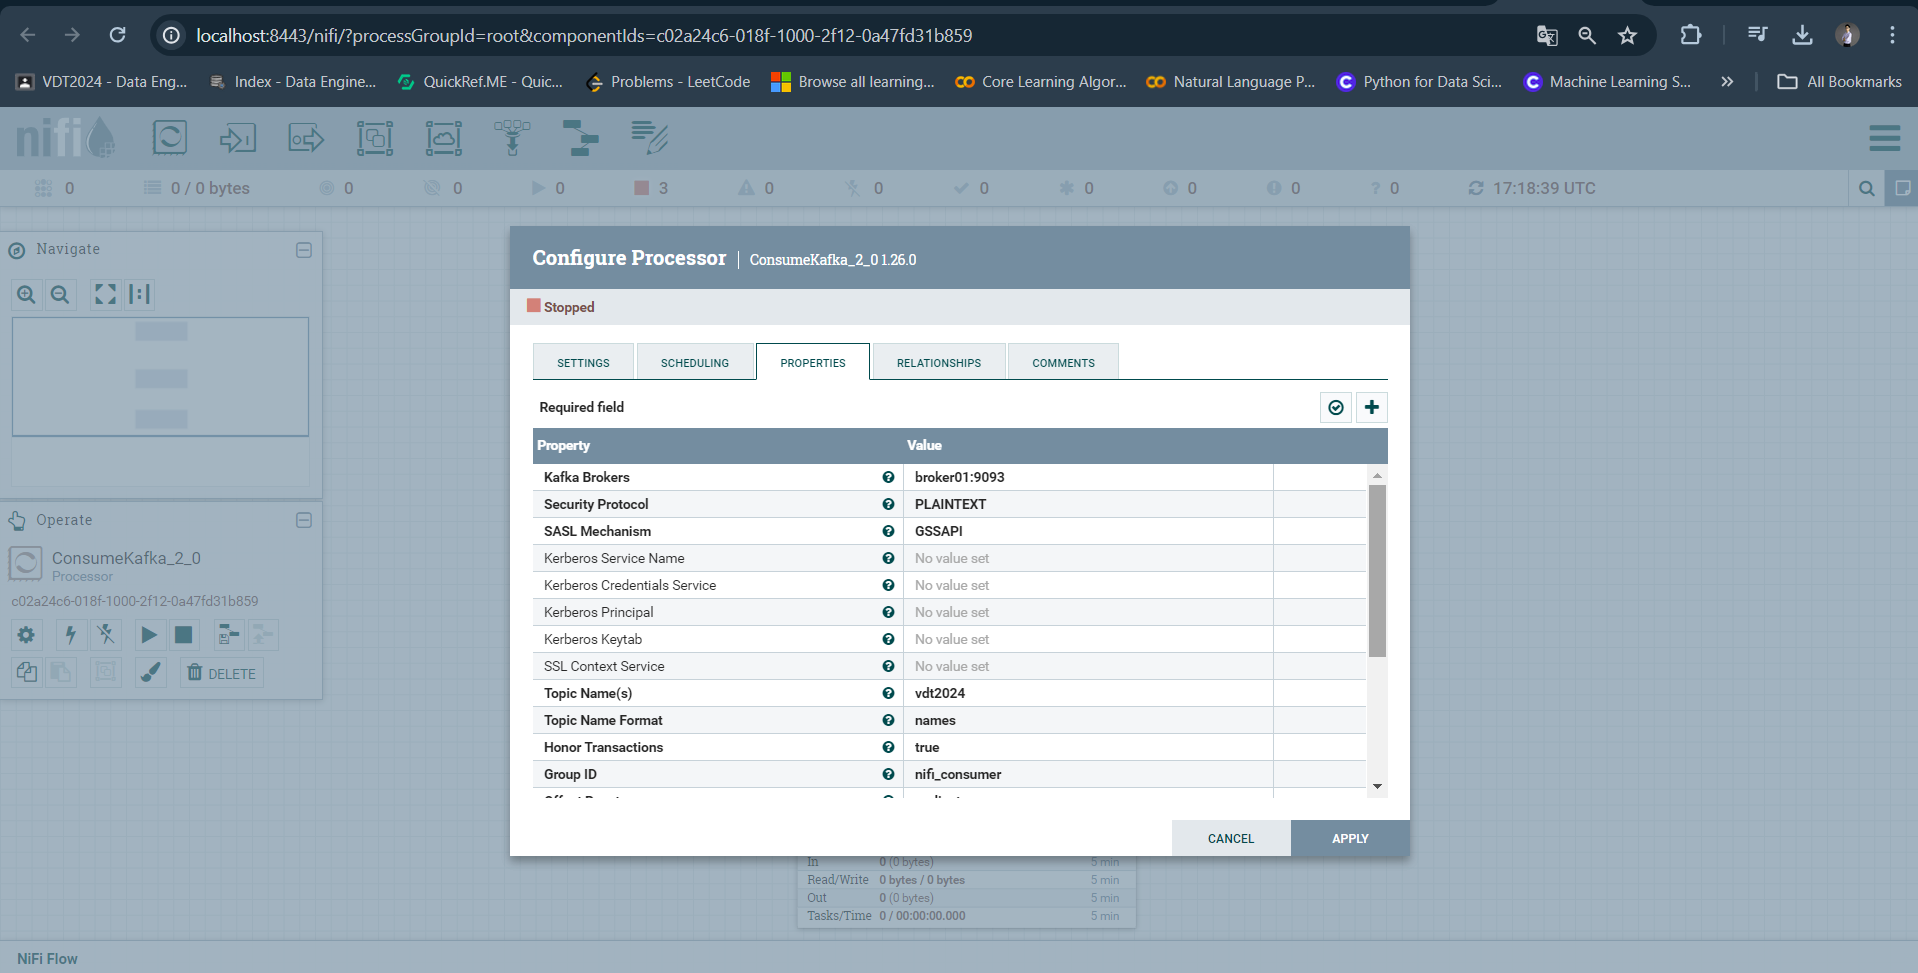 localhost:8443/nifi/?processGroupId=root&componentIds=c02a24c6-018f-1000-2f12-0a47fd31b859
VDT2024 - Data Eng...
Index - Data Engine...
QuickRef.ME - Quic...
Problems - LeetCode
Browse all learning...
Core Learning Algor...
Natural Language P...
Python for Data Sci...
Machine Learning S...
»
All Bookmarks
nifi
0
0 / 0 bytes
0
0
0
3
0
0
0
0
0
0
0
17:18:39 UTC
Navigate
Operate
ConsumeKafka_2_0
Processor
c02a24c6-018f-1000-2f12-0a47fd31b859
DELETE
Configure Processor | ConsumeKafka_2_0 1.26.0
Stopped
SETTINGS
SCHEDULING
PROPERTIES
RELATIONSHIPS
COMMENTS
Required field
Property Value
Kafka Brokers broker01:9093
Security Protocol PLAINTEXT
SASL Mechanism GSSAPI
Kerberos Service Name No value set
Kerberos Credentials Service No value set
Kerberos Principal No value set
Kerberos Keytab No value set
SSL Context Service No value set
Topic Name(s) vdt2024
Topic Name Format names
Honor Transactions true
Group ID nifi_consumer
CANCEL
APPLY
In 0 (0 bytes) 5 min
Read/Write 0 bytes / 0 bytes 5 min
Out 0 (0 bytes) 5 min
Tasks/Time 0 / 00:00:00.000 5 min
NiFi Flow